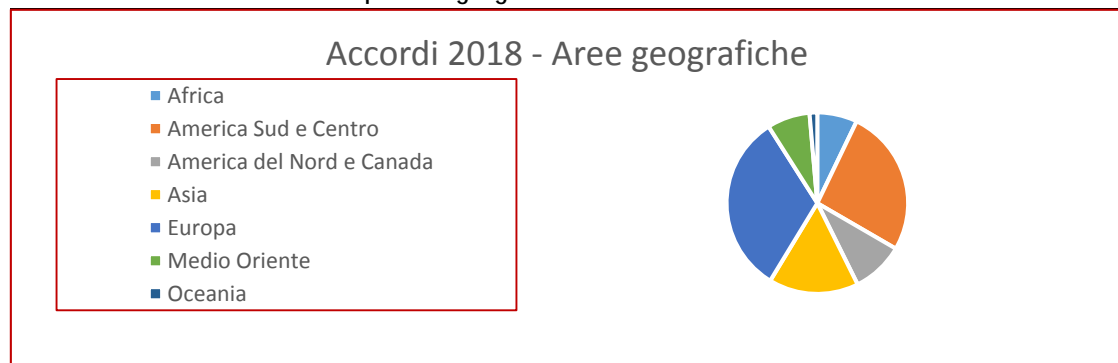 Accordi 2018 - Aree geografiche
Africa
America Sud e Centro
America del Nord e Canada
Asia
Europa
Medio Oriente
Oceania